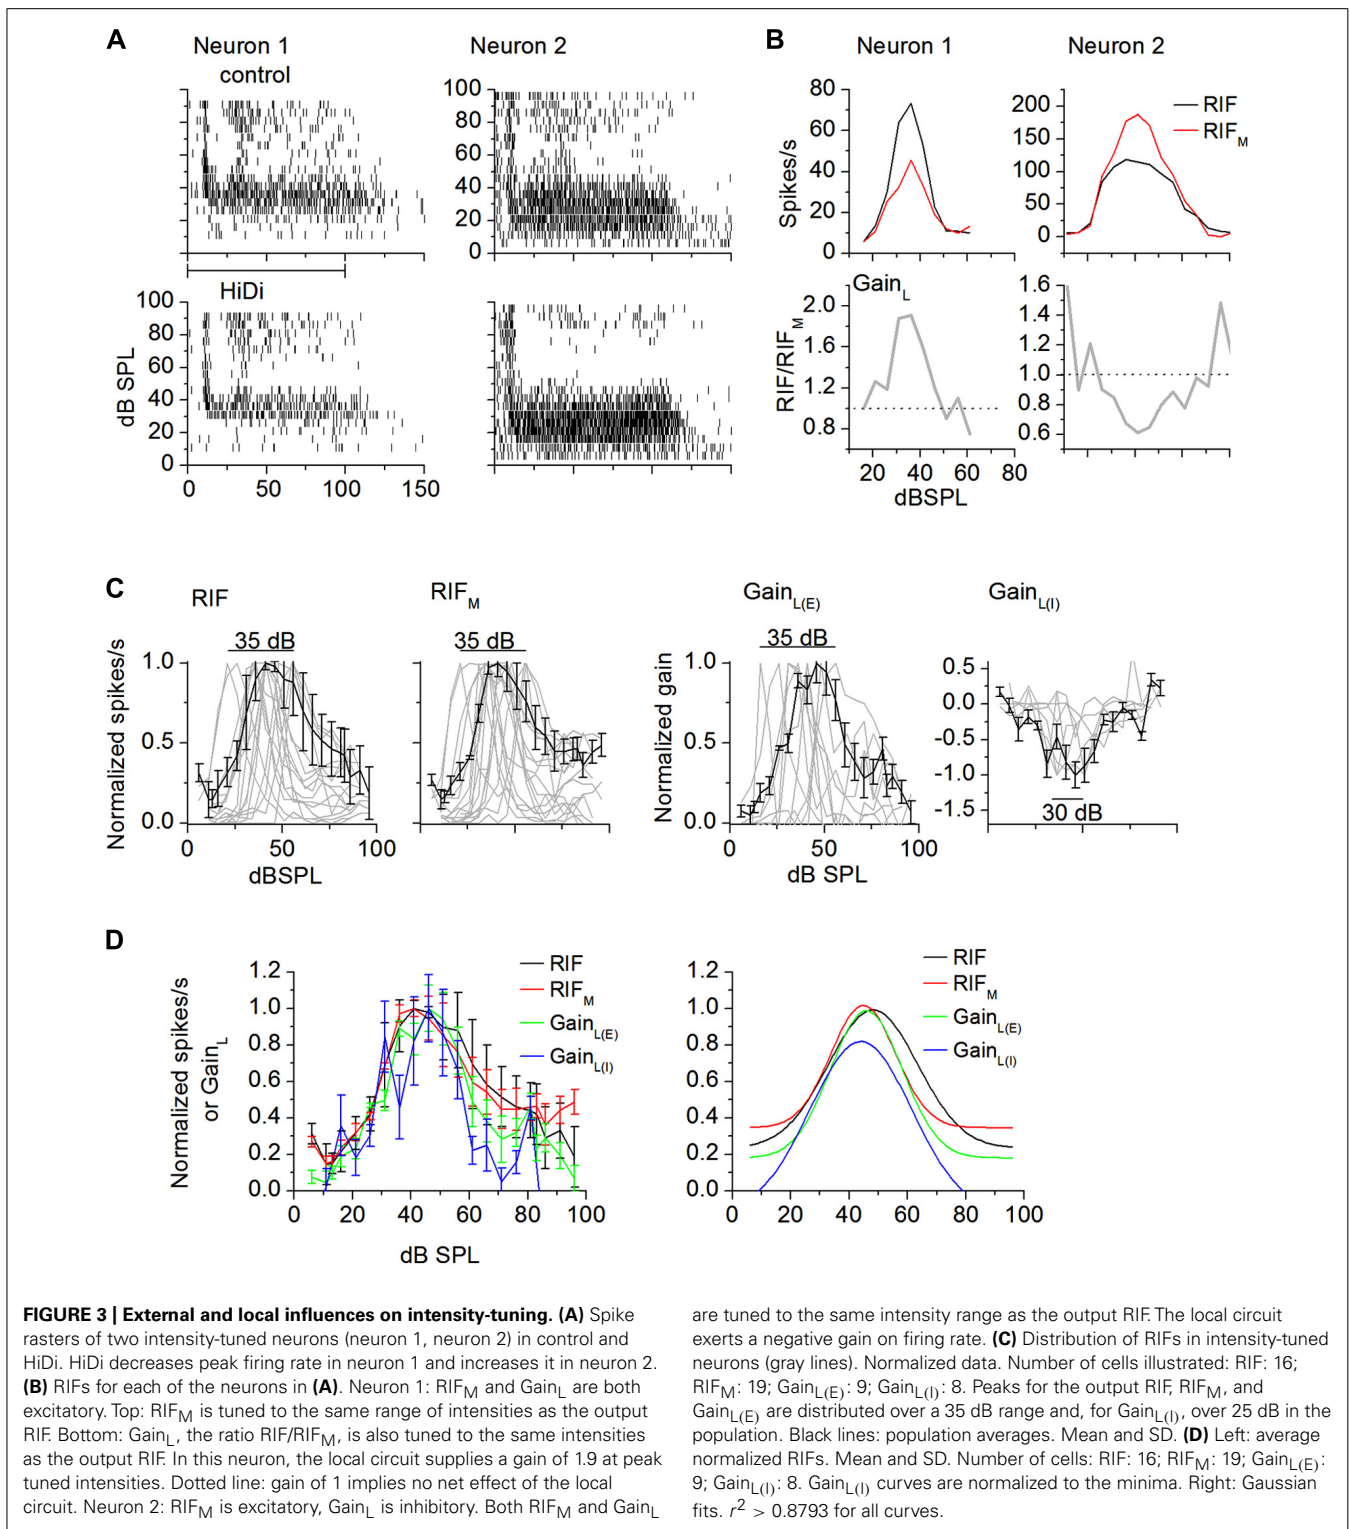 A
Neuron 1
control
Neuron 2
100
80
60
40
20
0
HiDi
dB SPL
100
80
60
40
20
0
0 50 100 150
B
Neuron 1
Neuron 2
Spikes/s
80
60
40
20
0
200
150
100
50
0
RIF
RIF_M
Gain_L
RIF/RIF_M
2.0
1.6
1.2
0.8
20 40 60 80
dBSPL
1.6
1.4
1.2
1.0
0.8
0.6
C
RIF
35 dB
Normalized spikes/s
1.0
0.5
0.0
0 50 100
dBSPL
RIF_M
35 dB
Gain_L(E)
35 dB
Normalized gain
1.0
0.5
0.0
0 50 100
dB SPL
Gain_L(I)
0.5
0.0
-0.5
-1.0
-1.5
30 dB
D
Normalized spikes/s
or Gain_L
1.2
1.0
0.8
0.6
0.4
0.2
0.0
0 20 40 60 80 100
dB SPL
RIF
RIF_M
Gain_L(E)
Gain_L(I)
1.2
1.0
0.8
0.6
0.4
0.2
0.0
0 20 40 60 80 100
RIF
RIF_M
Gain_L(E)
Gain_L(I)
FIGURE 3 | External and local influences on intensity-tuning. (A) Spike
rasters of two intensity-tuned neurons (neuron 1, neuron 2) in control and
HiDi. HiDi decreases peak firing rate in neuron 1 and increases it in neuron 2.
(B) RIFs for each of the neurons in (A). Neuron 1: RIF_M and Gain_L are both
excitatory. Top: RIF_M is tuned to the same range of intensities as the output
RIF. Bottom: Gain_L, the ratio RIF/RIF_M, is also tuned to the same intensities
as the output RIF. In this neuron, the local circuit supplies a gain of 1.9 at peak
tuned intensities. Dotted line: gain of 1 implies no net effect of the local
circuit. Neuron 2: RIF_M is excitatory, Gain_L is inhibitory. Both RIF_M and Gain_L
are tuned to the same intensity range as the output RIF. The local circuit
exerts a negative gain on firing rate. (C) Distribution of RIFs in intensity-tuned
neurons (gray lines). Normalized data. Number of cells illustrated: RIF: 16;
RIF_M: 19; Gain_L(E): 9; Gain_L(I): 8. Peaks for the output RIF, RIF_M, and
Gain_L(E) are distributed over a 35 dB range and, for Gain_L(I), over 25 dB in the
population. Black lines: population averages. Mean and SD. (D) Left: average
normalized RIFs. Mean and SD. Number of cells: RIF: 16; RIF_M: 19; Gain_L(E):
9; Gain_L(I): 8. Gain_L(I) curves are normalized to the minima. Right: Gaussian
fits. r² > 0.8793 for all curves.